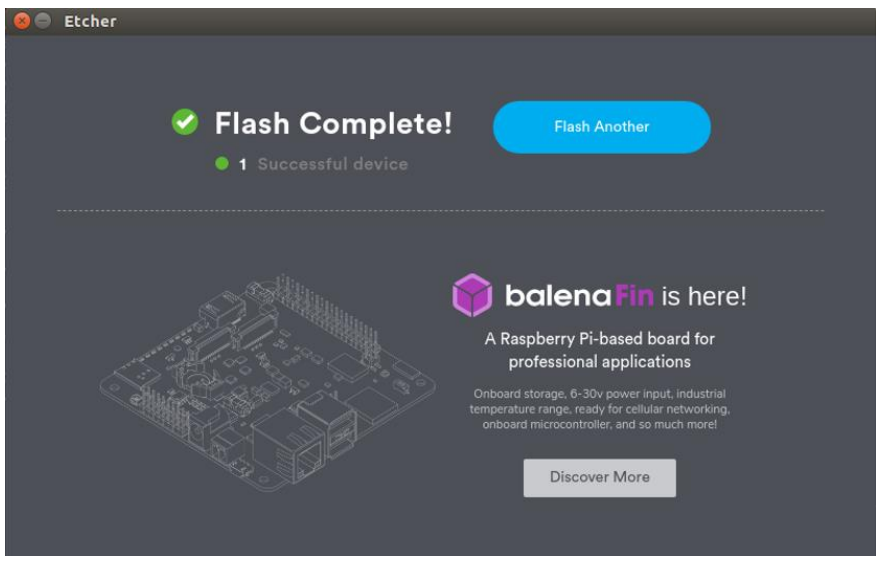 Etcher
Flash Complete!
Flash Another
1 Successful device
balenaFin is here!
A Raspberry Pi-based board for
professional applications
Onboard storage, 6-30v power input, industrial
temperature range, ready for cellular networking,
onboard microcontroller, and so much more!
Discover More